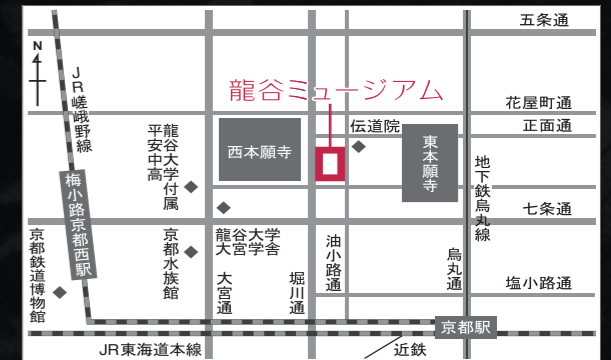 五条通
N
JR嵯峨野線
龍谷ミュージアム
花屋町通
伝道院
正面通
龍谷大学付属
平安中高
西本願寺
東本願寺
地下鉄烏丸線
梅小路京都西駅
七条通
京都鉄道博物館
京都水族館
龍谷大学
大宮学舎
大宮通
堀川通
油小路通
烏丸通
塩小路通
京都駅
JR東海道本線
近鉄